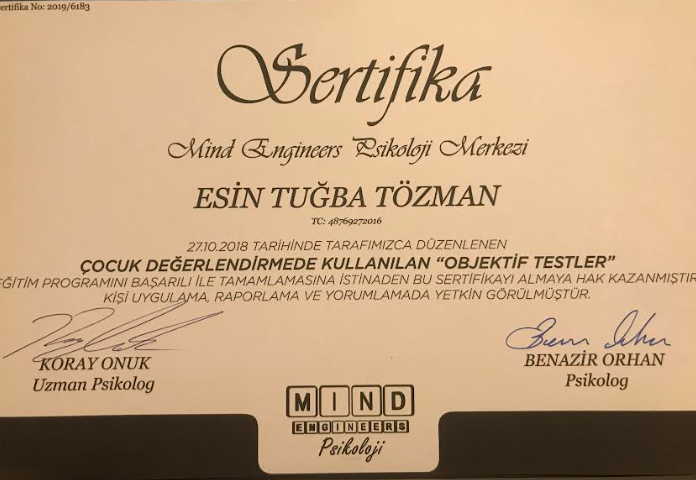 ertifika No: 2019/6183
Sertifika
Mind Engineers Psikoloji Merkezi
ESİN TUĞBA TÖZMAN
TC: 48769272016
27.10.2018 TARİHİNDE TARAFIMIZCA DÜZENLENEN
ÇOCUK DEĞERLENDİRMEDE KULLANILAN “OBJEKTİF TESTLER”
EĞİTİM PROGRAMINI BAŞARILI İLE TAMAMLAMASINA İSTİNADEN BU SERTİFİKAYI ALMAYA HAK KAZANMIŞTIR
KİŞİ UYGULAMA, RAPORLAMA VE YORUMLAMADA YETKİN GÖRÜLMÜŞTÜR.
KORAY ONUK
Uzman Psikolog
BENAZİR ORHAN
Psikolog
MIND
ENGINEERS
Psikoloji